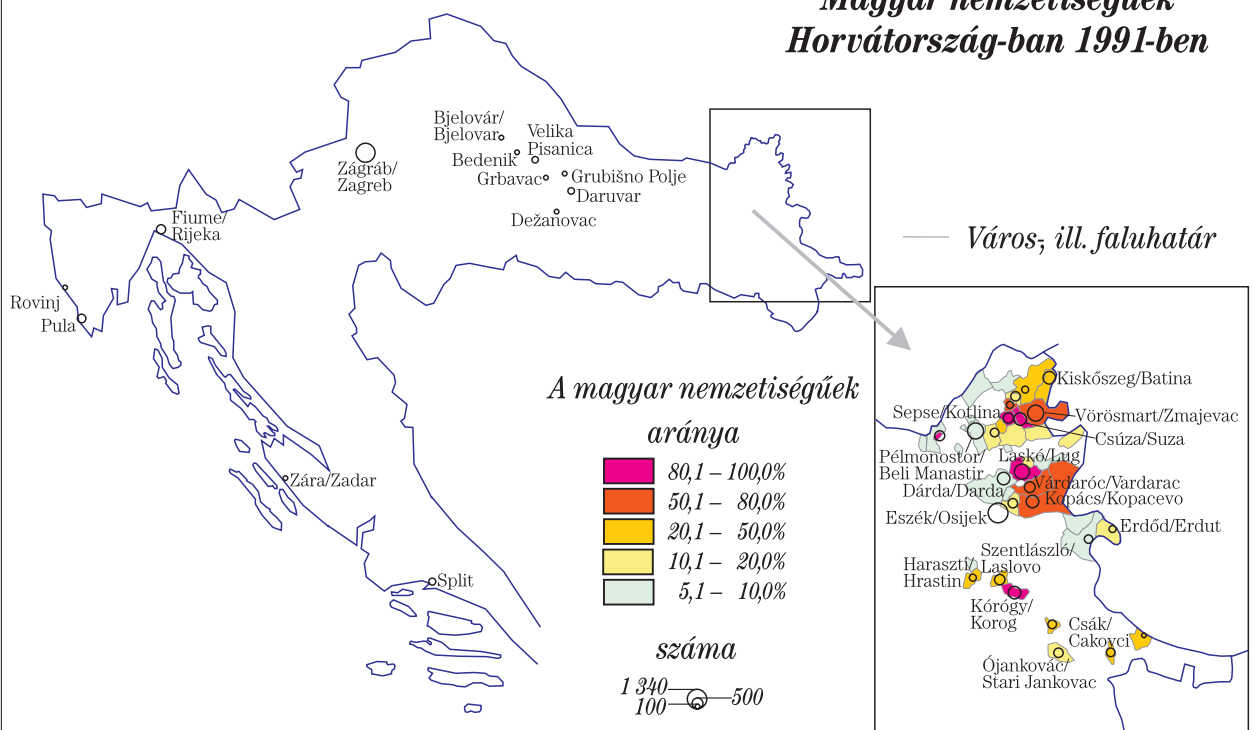 Magyar nemzetiségűek
Horvátország-ban 1991-ben
Bjelovár/
Bjelovar
Velika
Pisanica
Bedenik
Grbavac
Grubišno Polje
Daruvar
Dežanovac
Zágráb/
Zagreb
Fiume/
Rijeka
Rovinj
Pula
Zára/Zadar
Split
Város-, ill. faluhatár
A magyar nemzetiségűek
aránya
80,1 – 100,0%
50,1 – 80,0%
20,1 – 50,0%
10,1 – 20,0%
5,1 – 10,0%
száma
1 340
500
100
Kiskőszeg/Batina
Sepse/Kotlina
Vörösmart/Zmajevac
Csúza/Suza
Pélmonostor/
Beli Manastir
Laskó/Lug
Dárda/Darda
Várdaróc/Vardarac
Kopács/Kopacevo
Eszék/Osijek
Erdőd/Erdut
Szentlászló/
Laslovo
Haraszti/
Hrastin
Kórógy/
Korog
Csák/
Cakovci
Ójankovác/
Stari Jankovac